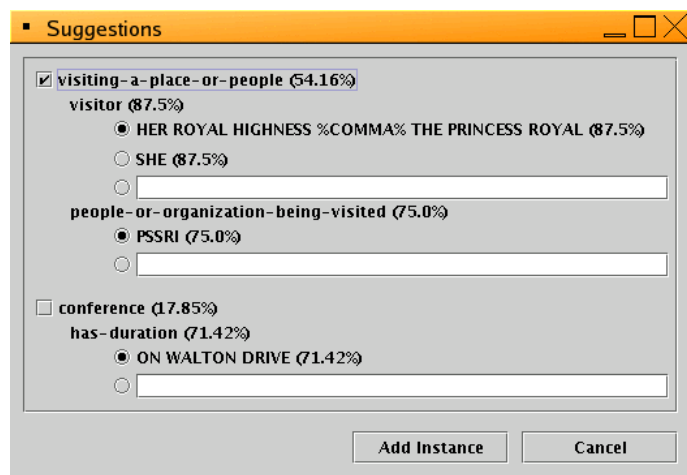 Suggestions
visiting-a-place-or-people (54.16%)
visitor (87.5%)
HER ROYAL HIGHNESS %COMMA% THE PRINCESS ROYAL (87.5%)
SHE (87.5%)
people-or-organization-being-visited (75.0%)
PSSRI (75.0%)
conference (17.85%)
has-duration (71.42%)
ON WALTON DRIVE (71.42%)
Add Instance Cancel